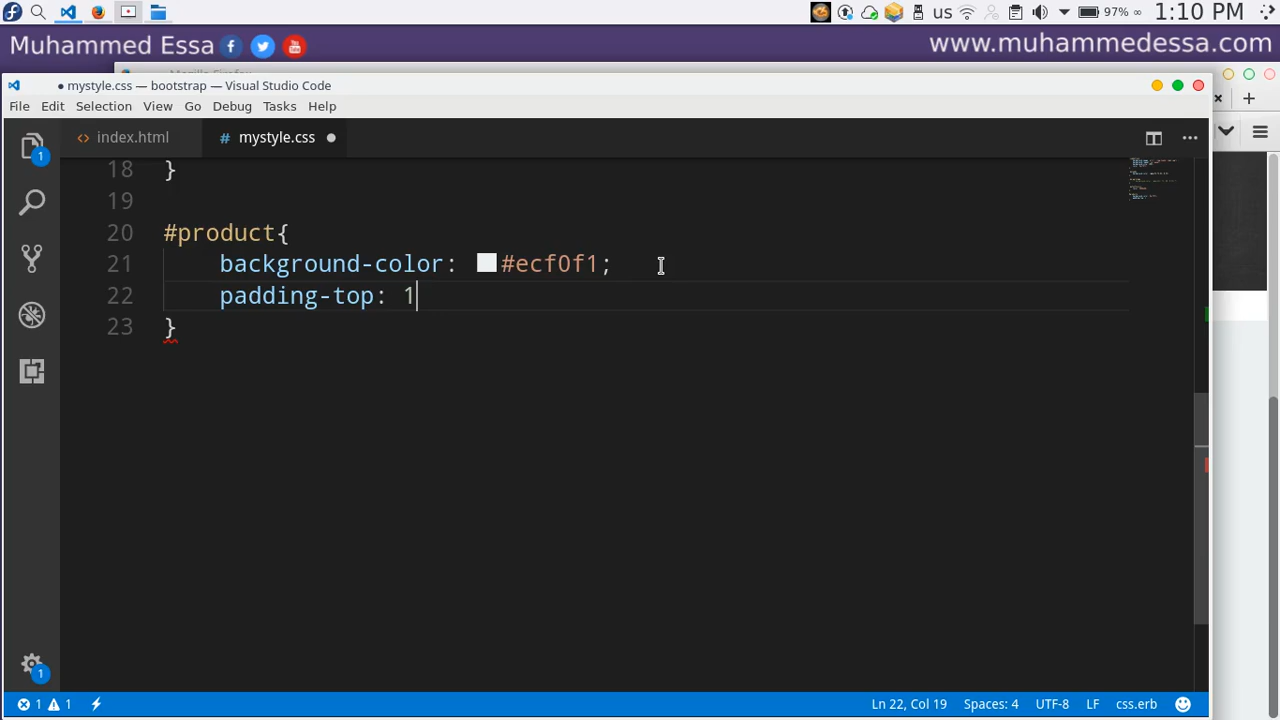 us 97% ∞ 1:10 PM
Muhammed Essa www.muhammedessa.com
● mystyle.css — bootstrap — Visual Studio Code
File Edit Selection View Go Debug Tasks Help
<> index.html # mystyle.css ●
18 }
19
20 #product{
21 background-color: #ecf0f1;
22 padding-top: 1
23 }
1
1
1 1 Ln 22, Col 19 Spaces: 4 UTF-8 LF css.erb